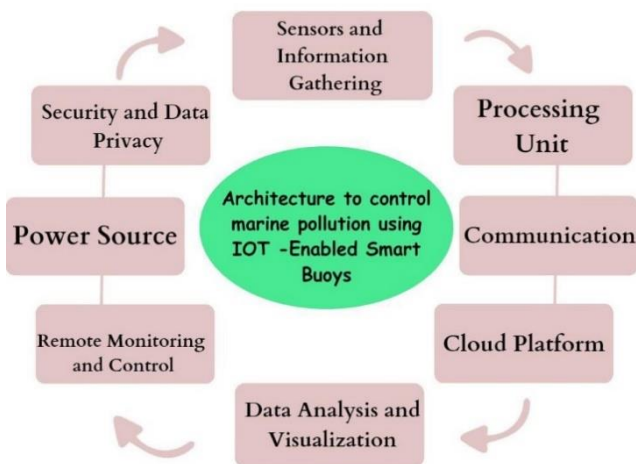 Sensors and
Information
Gathering
Processing
Unit
Communication
Cloud Platform
Data Analysis and
Visualization
Remote Monitoring
and Control
Power Source
Security and Data
Privacy
Architecture to control
marine pollution using
IOT -Enabled Smart
Buoys